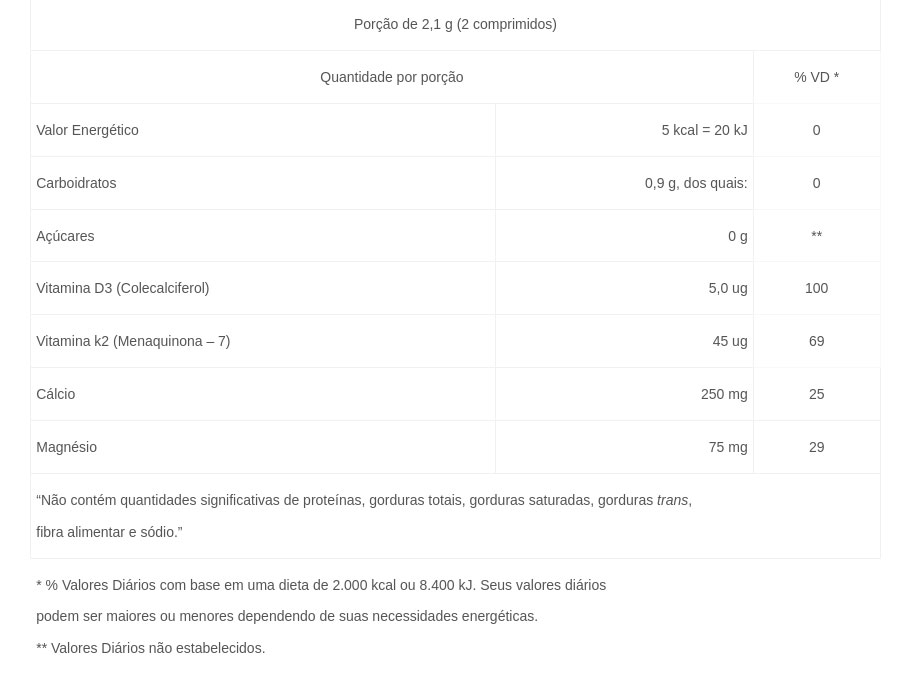 Porção de 2,1 g (2 comprimidos)
Quantidade por porção % VD *
Valor Energético 5 kcal = 20 kJ 0
Carboidratos 0,9 g, dos quais: 0
Açúcares 0 g **
Vitamina D3 (Colecalciferol) 5,0 ug 100
Vitamina k2 (Menaquinona – 7) 45 ug 69
Cálcio 250 mg 25
Magnésio 75 mg 29
“Não contém quantidades significativas de proteínas, gorduras totais, gorduras saturadas, gorduras trans,
fibra alimentar e sódio.”
* % Valores Diários com base em uma dieta de 2.000 kcal ou 8.400 kJ. Seus valores diários
podem ser maiores ou menores dependendo de suas necessidades energéticas.
** Valores Diários não estabelecidos.